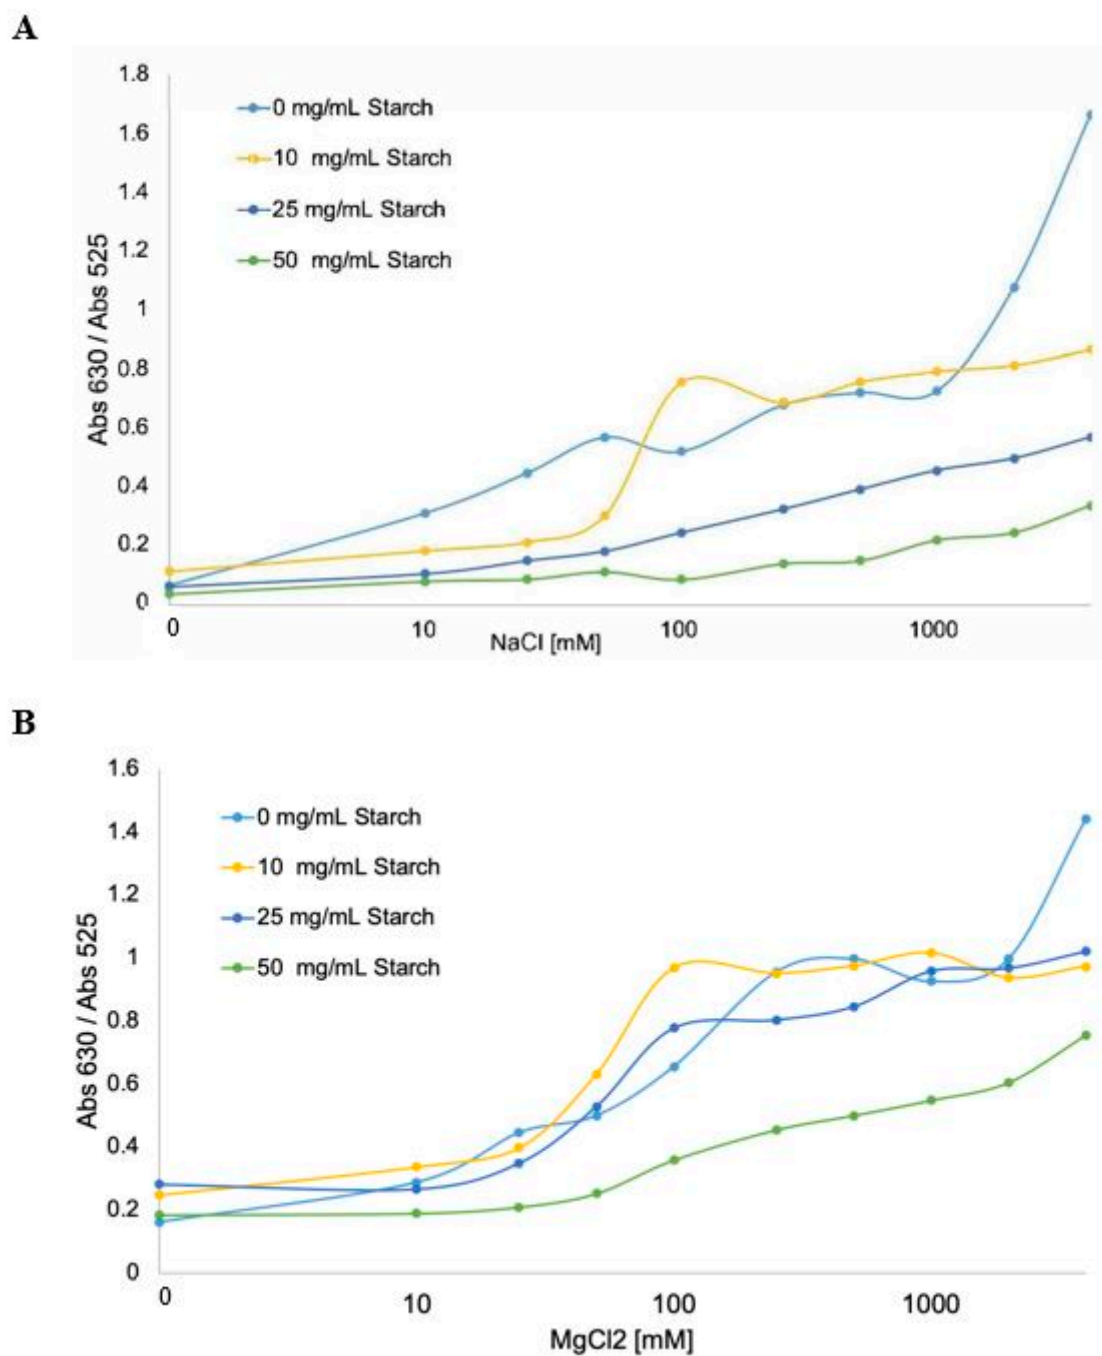 A
1.8
1.6
1.4
1.2
1
0.8
0.6
0.4
0.2
0
Abs 630 / Abs 525
0 mg/mL Starch
10 mg/mL Starch
25 mg/mL Starch
50 mg/mL Starch
0 10 100 1000
NaCl [mM]
B
1.6
1.4
1.2
1
0.8
0.6
0.4
0.2
0
Abs 630 / Abs 525
0 mg/mL Starch
10 mg/mL Starch
25 mg/mL Starch
50 mg/mL Starch
0 10 100 1000
MgCl2 [mM]